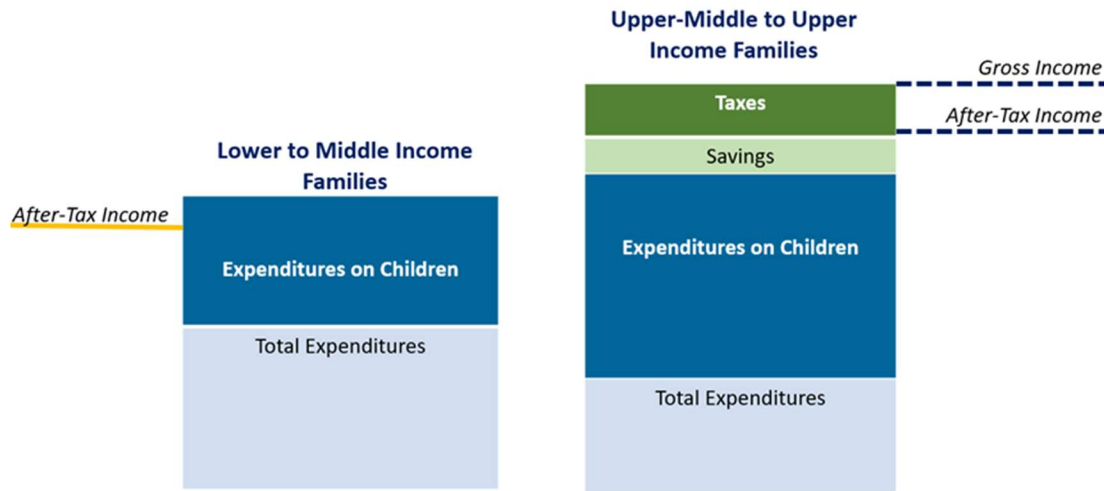 Lower to Middle Income
Families
After-Tax Income
Expenditures on Children
Total Expenditures
Upper-Middle to Upper
Income Families
Gross Income
Taxes
After-Tax Income
Savings
Expenditures on Children
Total Expenditures